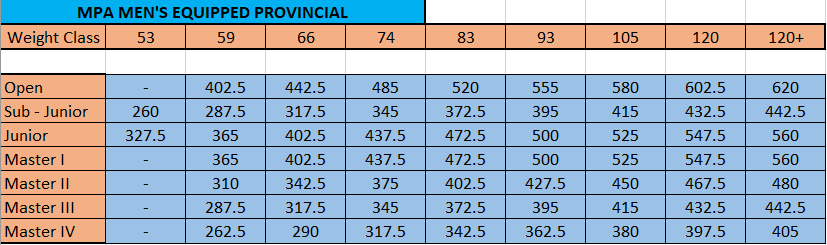 MPA MEN'S EQUIPPED PROVINCIAL
Weight Class 53 59 66 74 83 93 105 120 120+
Open - 402.5 442.5 485 520 555 580 602.5 620
Sub - Junior 260 287.5 317.5 345 372.5 395 415 432.5 442.5
Junior 327.5 365 402.5 437.5 472.5 500 525 547.5 560
Master I - 365 402.5 437.5 472.5 500 525 547.5 560
Master II - 310 342.5 375 402.5 427.5 450 467.5 480
Master III - 287.5 317.5 345 372.5 395 415 432.5 442.5
Master IV - 262.5 290 317.5 342.5 362.5 380 397.5 405